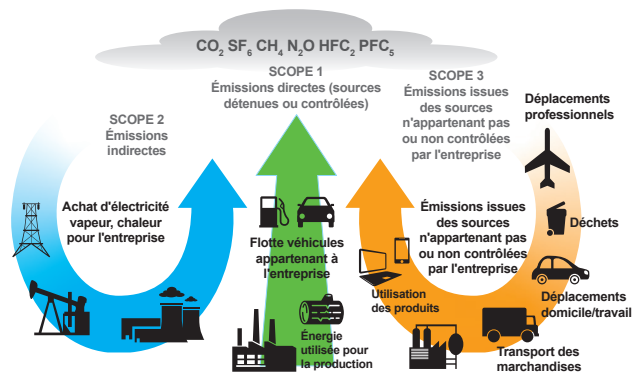 CO2 SF6 CH4 N2O HFC2 PFC5
SCOPE 1
Émissions directes (sources
détenues ou contrôlées)
SCOPE 2
Émissions
indirectes
SCOPE 3
Émissions issues
des sources
n'appartenant pas
ou non contrôlées
par l'entreprise
Déplacements
professionnels
Achat d'électricité
vapeur, chaleur
pour l'entreprise
Flotte véhicules
appartenant à
l'entreprise
Énergie
utilisée pour
la production
Émissions issues
des sources
n'appartenant pas
ou non contrôlées
par l'entreprise
Déchets
Utilisation
des produits
Déplacements
domicile/travail
Transport des
marchandises